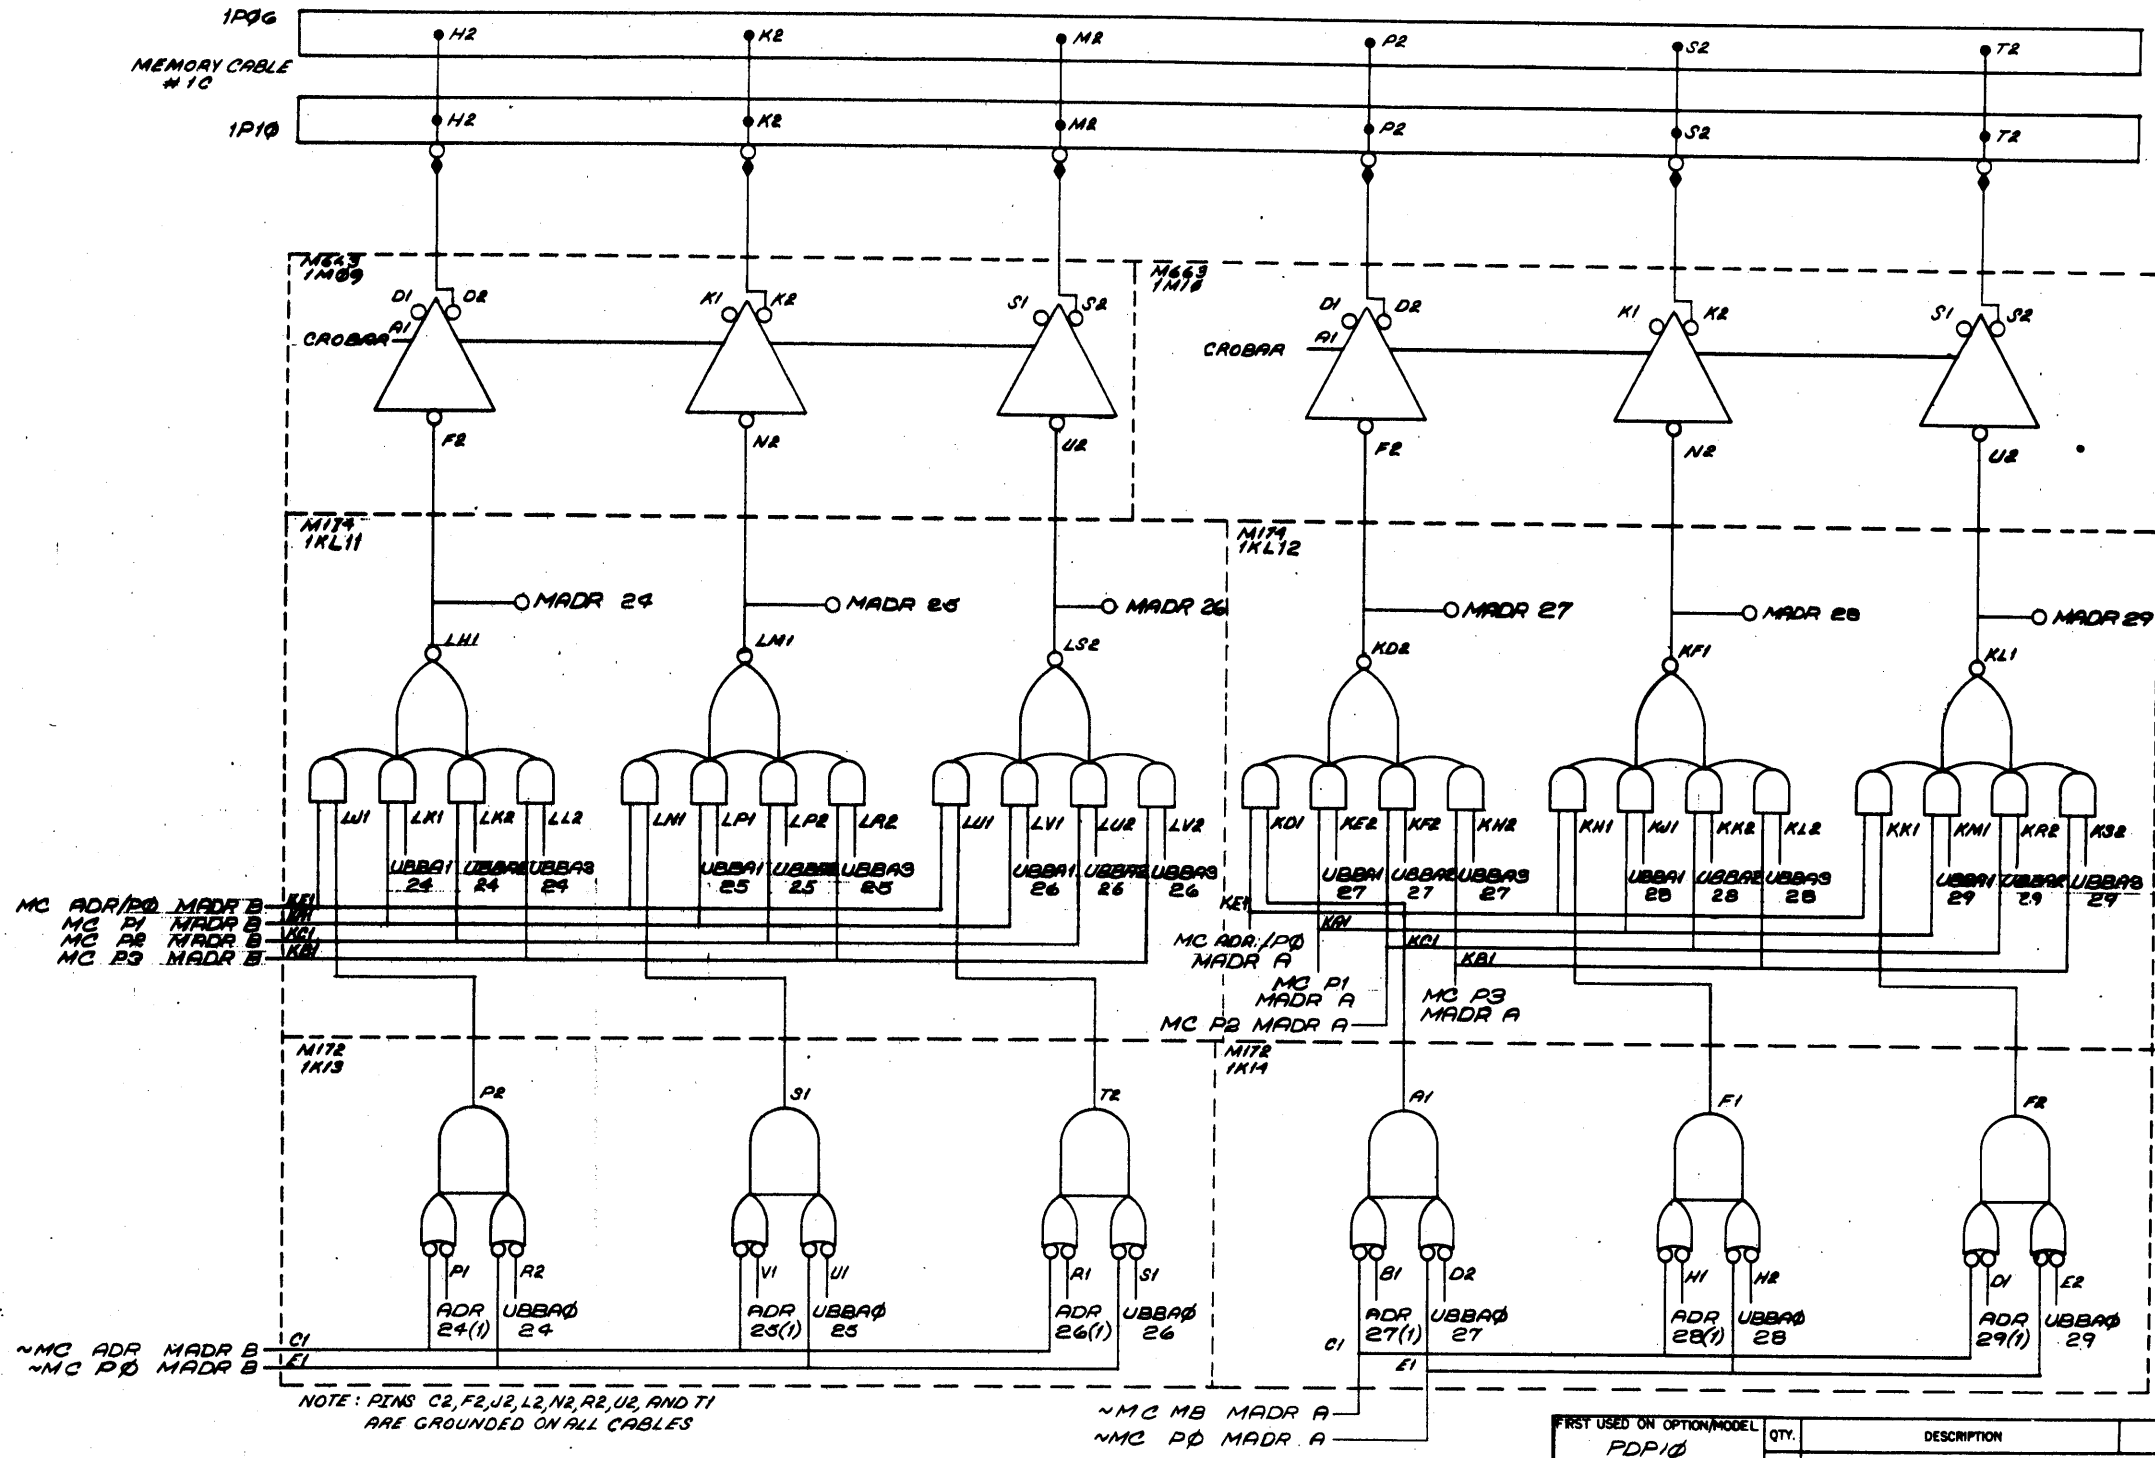 1PØ6
H2 K2 M2 P2 S2 T2
MEMORY CABLE
# 1C
1P1Ø
H2 K2 M2 P2 S2 T2
1MØ9
M663
D1 D2 K1 K2 S1 S2 D1 D2 K1 K2 S1 S2
CROBAR A1 CROBAR A1
F2 N2 U2 F2 N2 U2
M174
1KL11
M174
1KL12
MADR 24 MADR 25 MADR 26 MADR 27 MADR 28 MADR 29
LH1 LM1 LS2 KD2 KF1 KL1
LJ1 LK1 LK2 LL2 LN1 LP1 LP2 LR2 LU1 LV1 LU2 LV2 KD1 KE2 KF2 KH2 KH1 KJ1 KK2 KL2 KK1 KM1 KR2 KS2
UBBA1 UBBA2 UBBA3 UBBA1 UBBA2 UBBA3 UBBA1 UBBA2 UBBA3 UBBA1 UBBA2 UBBA3 UBBA1 UBBA2 UBBA3 UBBA1 UBBA2 UBBA3
24 24 24 25 25 25 26 26 26 27 27 27 28 28 28 29 29 29
MC ADR/PØ MADR B KE1
MC P1 MADR B KA1
MC P2 MADR B KC1
MC P3 MADR B KB1
KE1
KA1
KC1
KB1
MC ADR/PØ
MADR A
MC P1
MADR A
MC P3
MADR A
MC P2 MADR A
M172
1K13
M172
1K14
P2 S1 T2 A1 F1 F2
P1 R2 V1 U1 R1 S1 B1 D2 H1 H2 D1 E2
ADR UBBAØ ADR UBBAØ ADR UBBAØ ADR UBBAØ ADR UBBAØ ADR UBBAØ
24(1) 24 25(1) 25 26(1) 26 27(1) 27 28(1) 28 29(1) 29
~MC ADR MADR B C1
~MC PØ MADR B E1
C1
E1
NOTE: PINS C2,F2,J2,L2,N2,R2,U2, AND T1
ARE GROUNDED ON ALL CABLES
~MC MB MADR A
~MC PØ MADR A
FIRST USED ON OPTION/MODEL
PDP1Ø
QTY.
DESCRIPTION